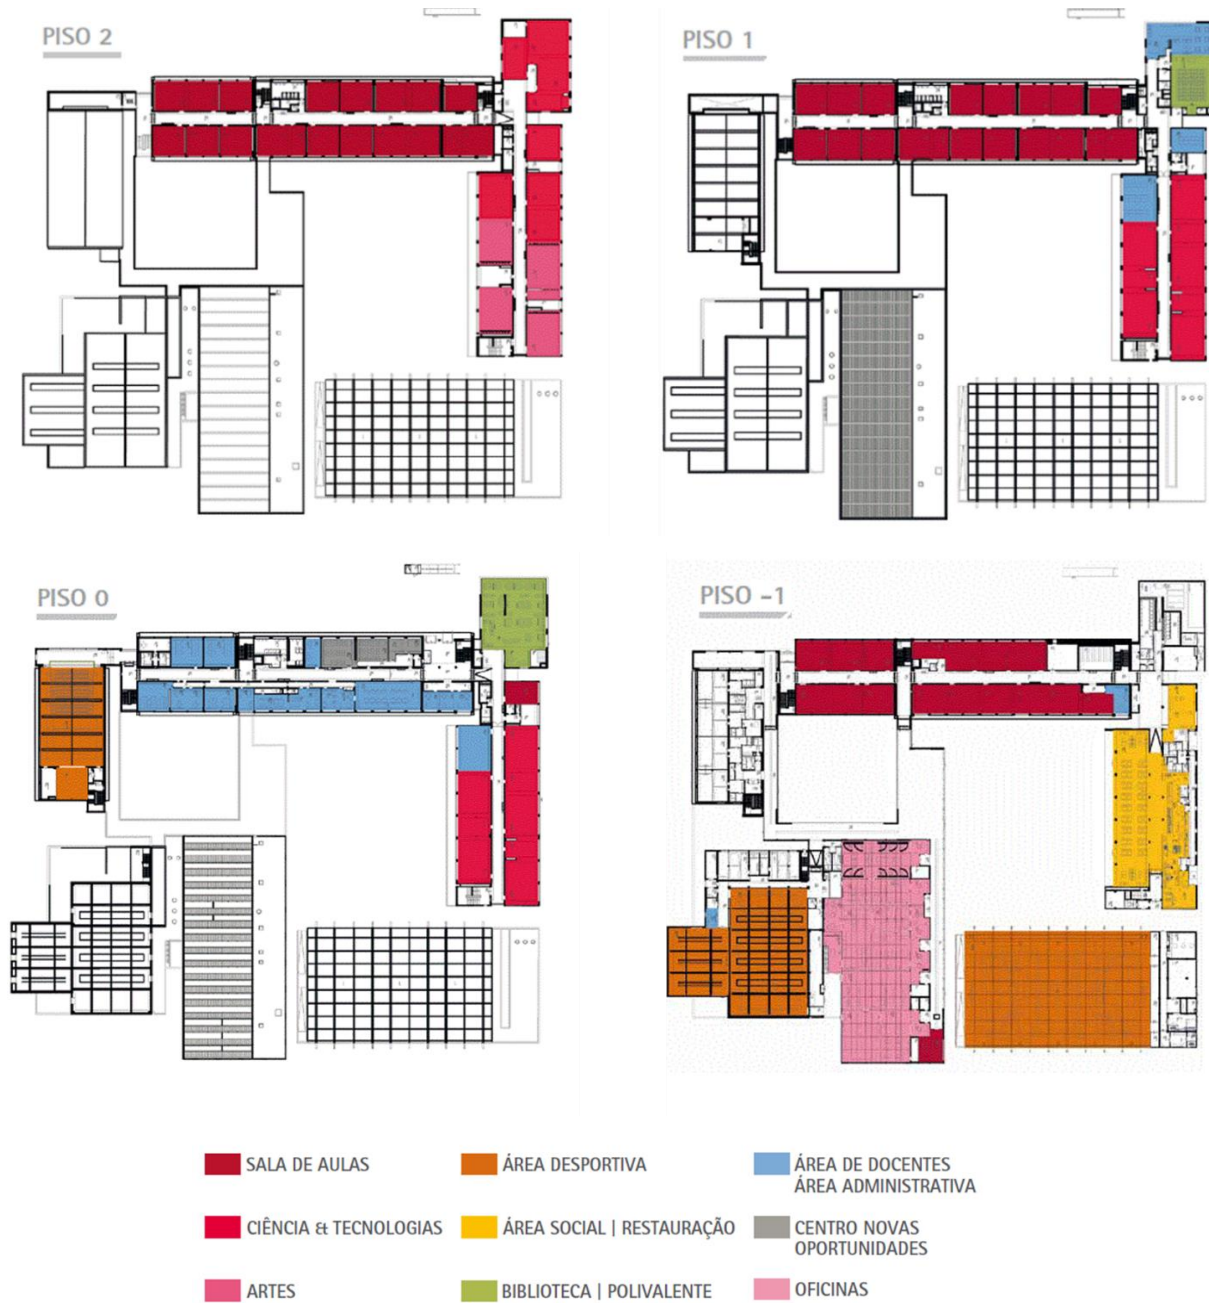 PISO 2
PISO 1
PISO 0
PISO -1
SALA DE AULAS
ÁREA DESPORTIVA
ÁREA DE DOCENTES
ÁREA ADMINISTRATIVA
CIÊNCIA & TECNOLOGIAS
ÁREA SOCIAL | RESTAURAÇÃO
CENTRO NOVAS
OPORTUNIDADES
ARTES
BIBLIOTECA | POLIVALENTE
OFICINAS